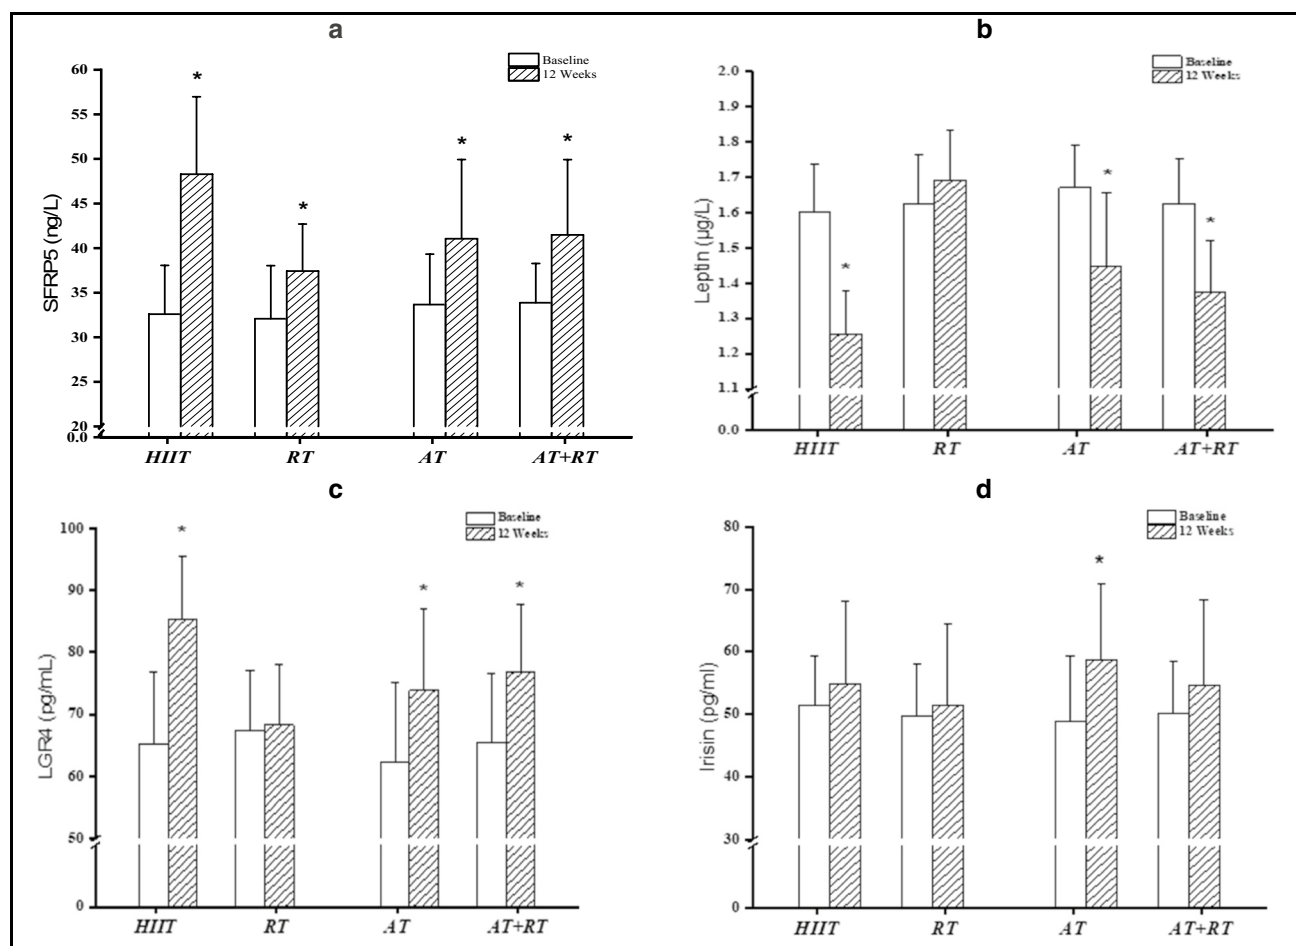 a
Baseline
12 Weeks
*
*
*
*
60
55
50
45
40
35
30
25
20
0.0
SFRP5 (ng/L)
HIIT RT AT AT+RT
b
Baseline
12 Weeks
*
*
*
2.0
1.9
1.8
1.7
1.6
1.5
1.4
1.3
1.2
1.1
0.0
Leptin (µg/L)
HIIT RT AT AT+RT
c
Baseline
12 Weeks
*
*
*
100
90
80
70
60
50
0
LGR4 (pg/mL)
HIIT RT AT AT+RT
d
Baseline
12 Weeks
*
80
70
60
50
40
30
0
Irisin (pg/ml)
HIIT RT AT AT+RT